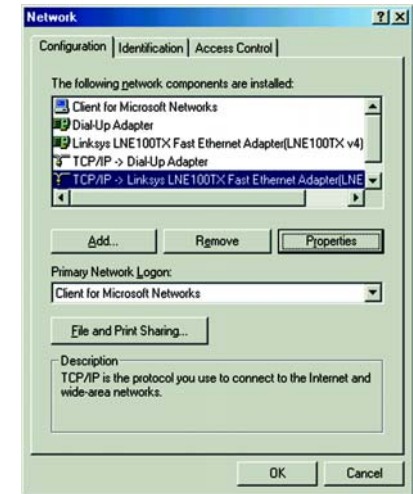 Network
Configuration Identification Access Control
The following network components are installed:
Client for Microsoft Networks
Dial-Up Adapter
Linksys LNE100TX Fast Ethernet Adapter(LNE100TX v4)
TCP/IP -> Dial-Up Adapter
TCP/IP -> Linksys LNE100TX Fast Ethernet Adapter(LNE
Add... Remove Properties
Primary Network Logon:
Client for Microsoft Networks
File and Print Sharing...
Description
TCP/IP is the protocol you use to connect to the Internet and
wide-area networks.
OK Cancel